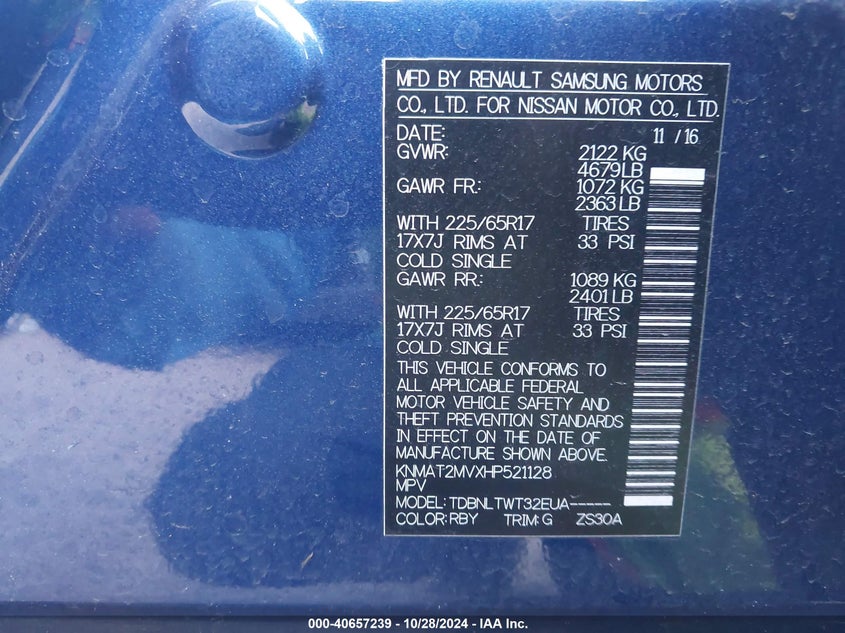 MFD BY RENAULT SAMSUNG MOTORS
CO., LTD. FOR NISSAN MOTOR CO., LTD.
DATE: 11 /16
GVWR: 2122 KG
4679 LB
GAWR FR.: 1072 KG
2363 LB
WITH 225/65R17 TIRES
17X7J RIMS AT 33 PSI
COLD SINGLE
GAWR RR.: 1089 KG
2401 LB
WITH 225/65R17 TIRES
17X7J RIMS AT 33 PSI
COLD SINGLE
THIS VEHICLE CONFORMS TO
ALL APPLICABLE FEDERAL
MOTOR VEHICLE SAFETY AND
THEFT PREVENTION STANDARDS
IN EFFECT ON THE DATE OF
MANUFACTURE SHOWN ABOVE.
KNMAT2MVXHP521128
MPV
MODEL: TDBNLTWT32EUA-----
COLOR: RBY TRIM: G ZS30A
000-40657239 - 10/28/2024 - IAA Inc.